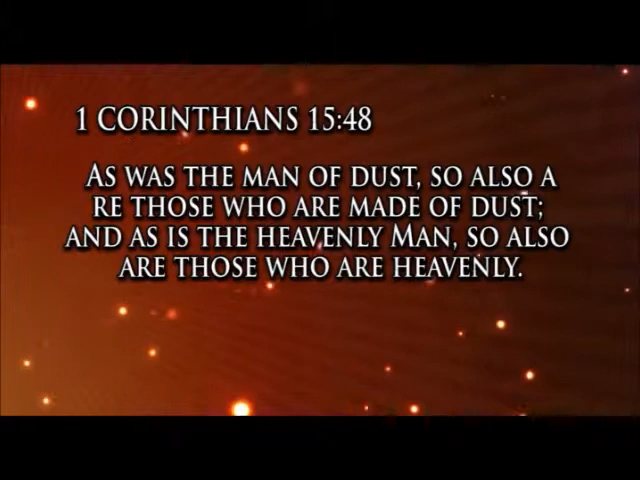 1 CORINTHIANS 15:48
AS WAS THE MAN OF DUST, SO ALSO A
RE THOSE WHO ARE MADE OF DUST;
AND AS IS THE HEAVENLY MAN, SO ALSO
ARE THOSE WHO ARE HEAVENLY.